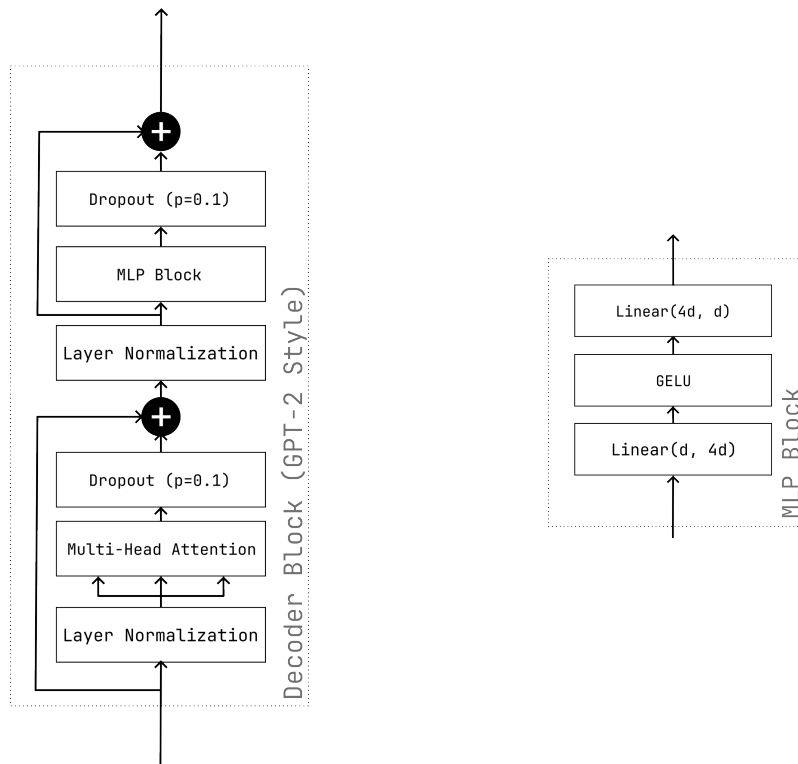 +
Dropout (p=0.1)
MLP Block
Layer Normalization
+
Dropout (p=0.1)
Multi-Head Attention
Layer Normalization
Decoder Block (GPT-2 Style)
Linear(4d, d)
GELU
Linear(d, 4d)
MLP Block